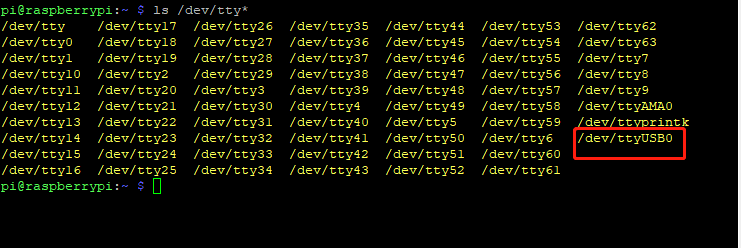 pi@raspberrypi:~ $ ls /dev/tty*
/dev/tty /dev/tty17 /dev/tty26 /dev/tty35 /dev/tty44 /dev/tty53 /dev/tty62
/dev/tty0 /dev/tty18 /dev/tty27 /dev/tty36 /dev/tty45 /dev/tty54 /dev/tty63
/dev/tty1 /dev/tty19 /dev/tty28 /dev/tty37 /dev/tty46 /dev/tty55 /dev/tty7
/dev/tty10 /dev/tty2 /dev/tty29 /dev/tty38 /dev/tty47 /dev/tty56 /dev/tty8
/dev/tty11 /dev/tty20 /dev/tty3 /dev/tty39 /dev/tty48 /dev/tty57 /dev/tty9
/dev/tty12 /dev/tty21 /dev/tty30 /dev/tty4 /dev/tty49 /dev/tty58 /dev/ttyAMA0
/dev/tty13 /dev/tty22 /dev/tty31 /dev/tty40 /dev/tty5 /dev/tty59 /dev/ttyprintk
/dev/tty14 /dev/tty23 /dev/tty32 /dev/tty41 /dev/tty50 /dev/tty6 /dev/ttyUSB0
/dev/tty15 /dev/tty24 /dev/tty33 /dev/tty42 /dev/tty51 /dev/tty60
/dev/tty16 /dev/tty25 /dev/tty34 /dev/tty43 /dev/tty52 /dev/tty61
pi@raspberrypi:~ $